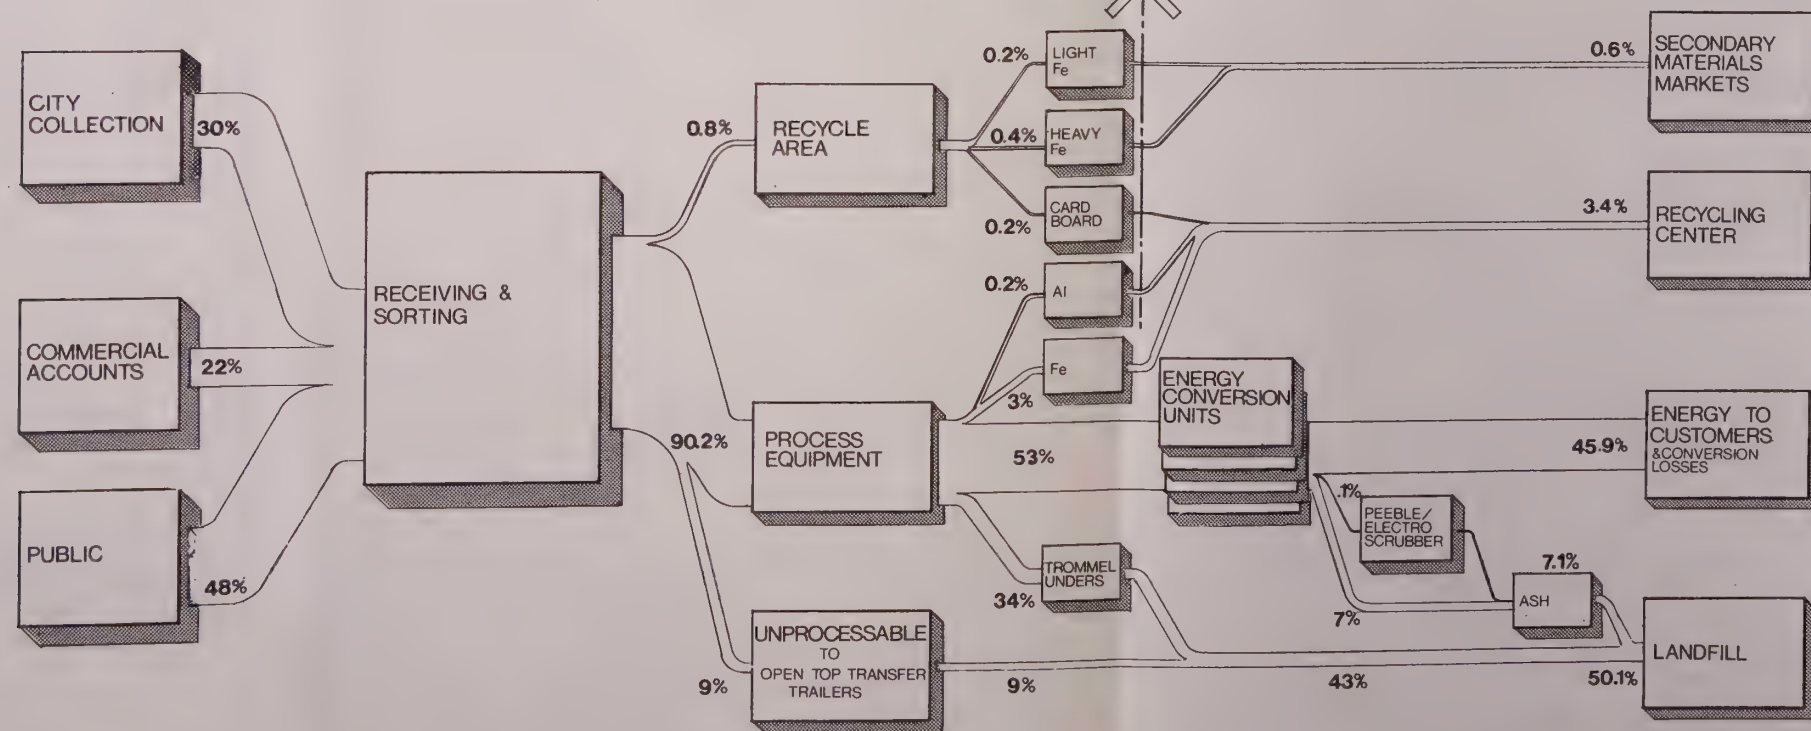 CITY
COLLECTION
30%
COMMERCIAL
ACCOUNTS
22%
PUBLIC
48%
RECEIVING &
SORTING
0.8%
RECYCLE
AREA
90.2%
PROCESS
EQUIPMENT
9%
UNPROCESSABLE
TO
OPEN TOP TRANSFER
TRAILERS
9%
0.2%
LIGHT
Fe
0.4%
HEAVY
Fe
0.2%
CARD
BOARD
0.2%
Al
3%
Fe
53%
ENERGY
CONVERSION
UNITS
34%
TROMMEL
UNDERS
.1%
PEEBLE/
ELECTRO
SCRUBBER
7%
7.1%
ASH
43%
0.6%
SECONDARY
MATERIALS
MARKETS
3.4%
RECYCLING
CENTER
45.9%
ENERGY TO
CUSTOMERS
&CONVERSION
LOSSES
50.1%
LANDFILL